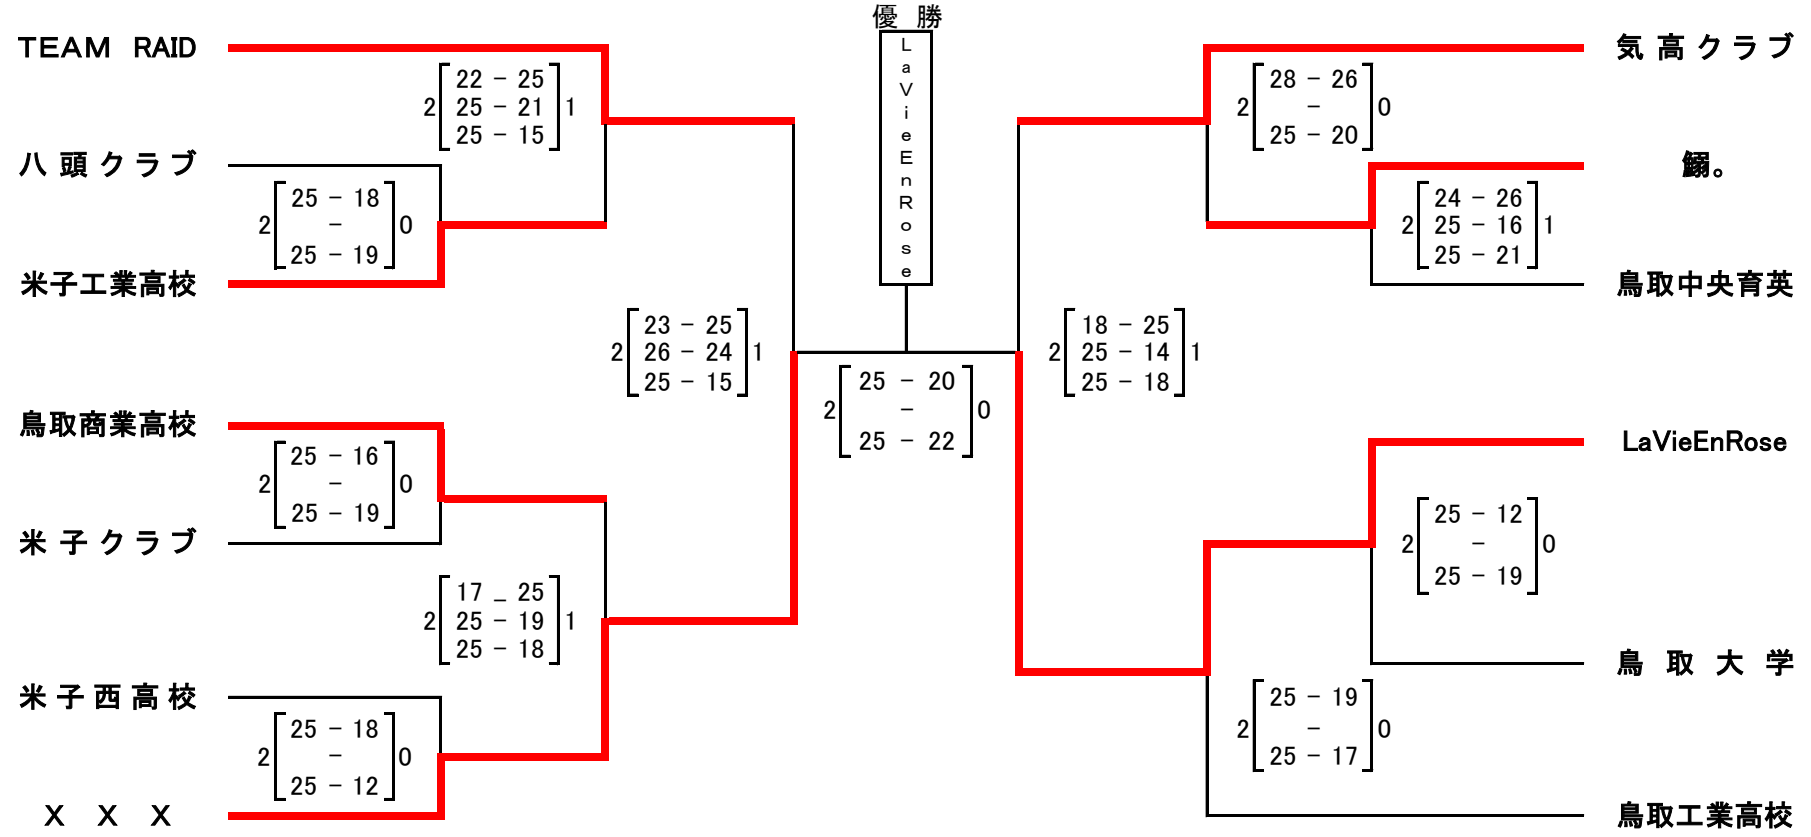 優 勝
LaVieEnRose
TEAM RAID
22 - 25
2 25 - 21 1
25 - 15
八頭クラブ
25 - 18
2 - 0
25 - 19
米子工業高校
23 - 25
2 26 - 24 1
25 - 15
鳥取商業高校
25 - 16
2 - 0
25 - 19
米子クラブ
17 _ 25
2 25 - 19 1
25 - 18
米子西高校
25 - 18
2 - 0
25 - 12
X X X
25 - 20
2 - 0
25 - 22
気高クラブ
28 - 26
2 - 0
25 - 20
鰯。
24 - 26
2 25 - 16 1
25 - 21
鳥取中央育英
18 - 25
2 25 - 14 1
25 - 18
LaVieEnRose
25 - 12
2 - 0
25 - 19
鳥取大学
25 - 19
2 - 0
25 - 17
鳥取工業高校